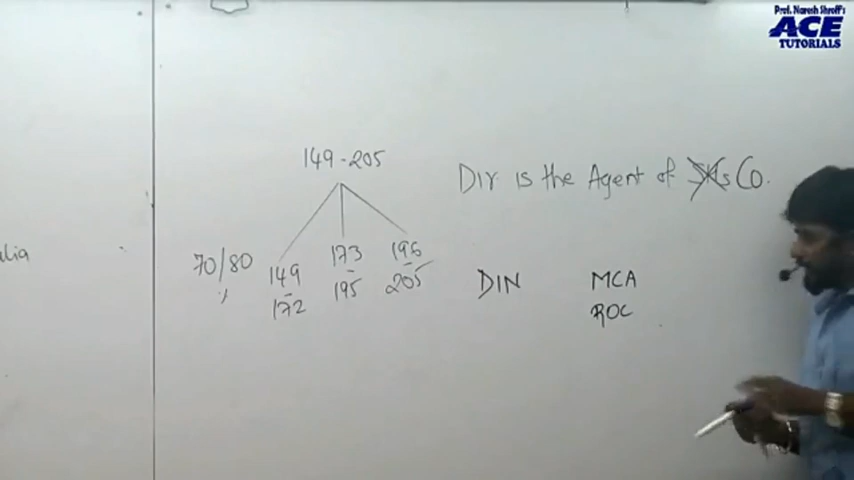 Prof. Naresh Shroff's
ACE
TUTORIALS
149-205
Dir is the Agent of Co.
70/80
%
149
-
172
173
-
195
196
-
205
DIN
MCA
ROC
alia